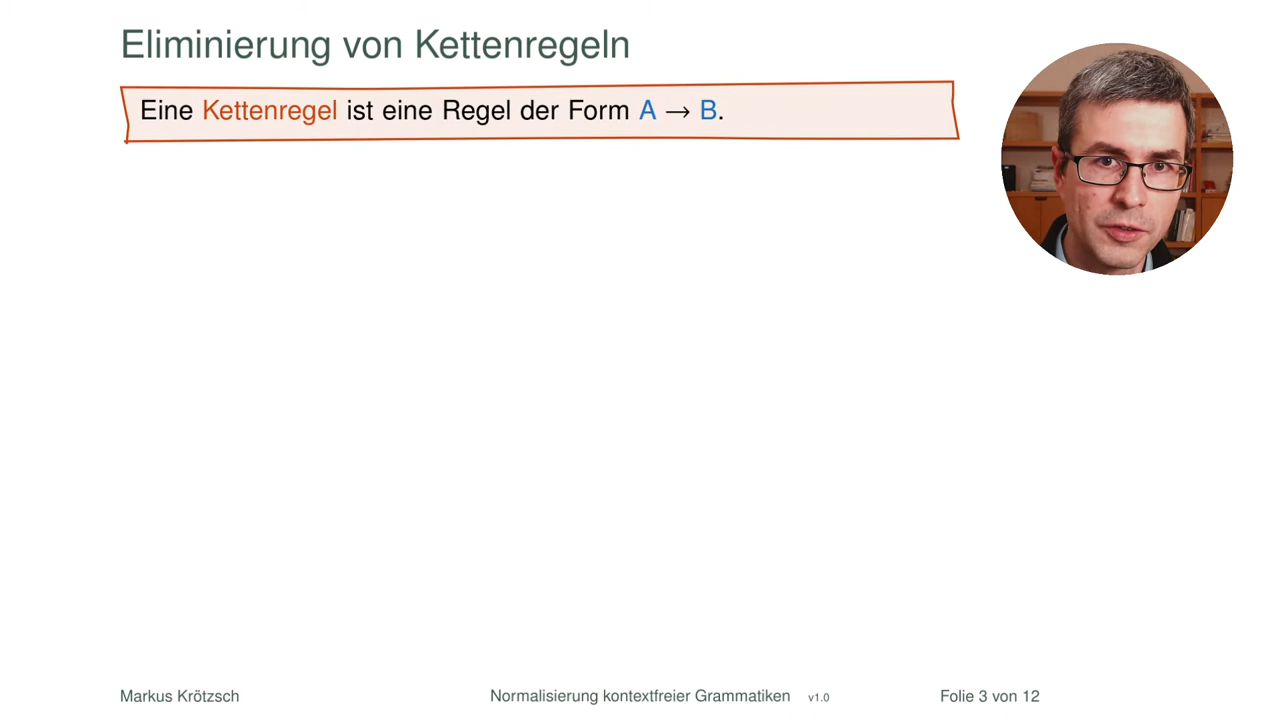 Eliminierung von Kettenregeln
Eine Kettenregel ist eine Regel der Form A → B.
Markus Krötzsch
Normalisierung kontextfreier Grammatiken v1.0
Folie 3 von 12